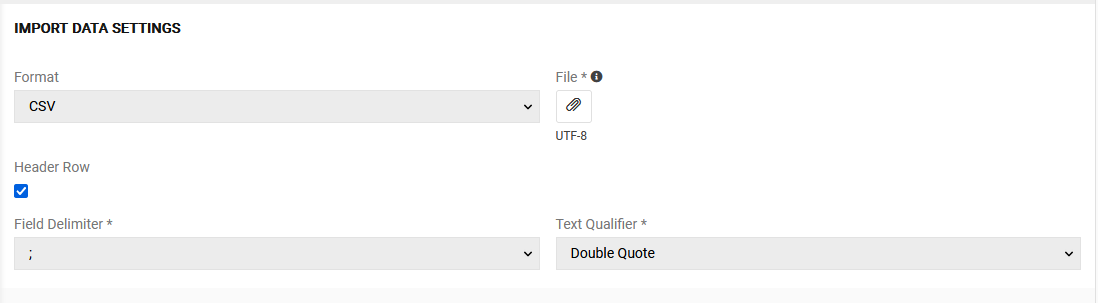 IMPORT DATA SETTINGS
Format
File *
CSV
UTF-8
Header Row
Field Delimiter *
Text Qualifier *
;
Double Quote